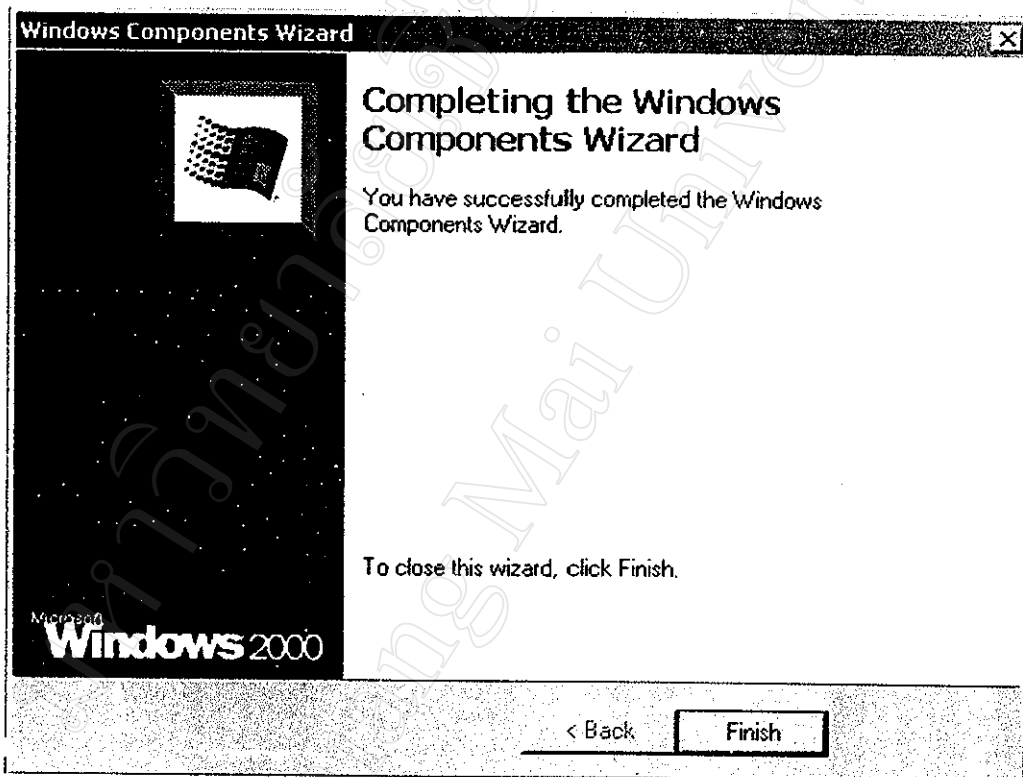 Windows Components Wizard
Completing the Windows
Components Wizard
You have successfully completed the Windows
Components Wizard.
To close this wizard, click Finish.
Microsoft
Windows 2000
< Back
Finish